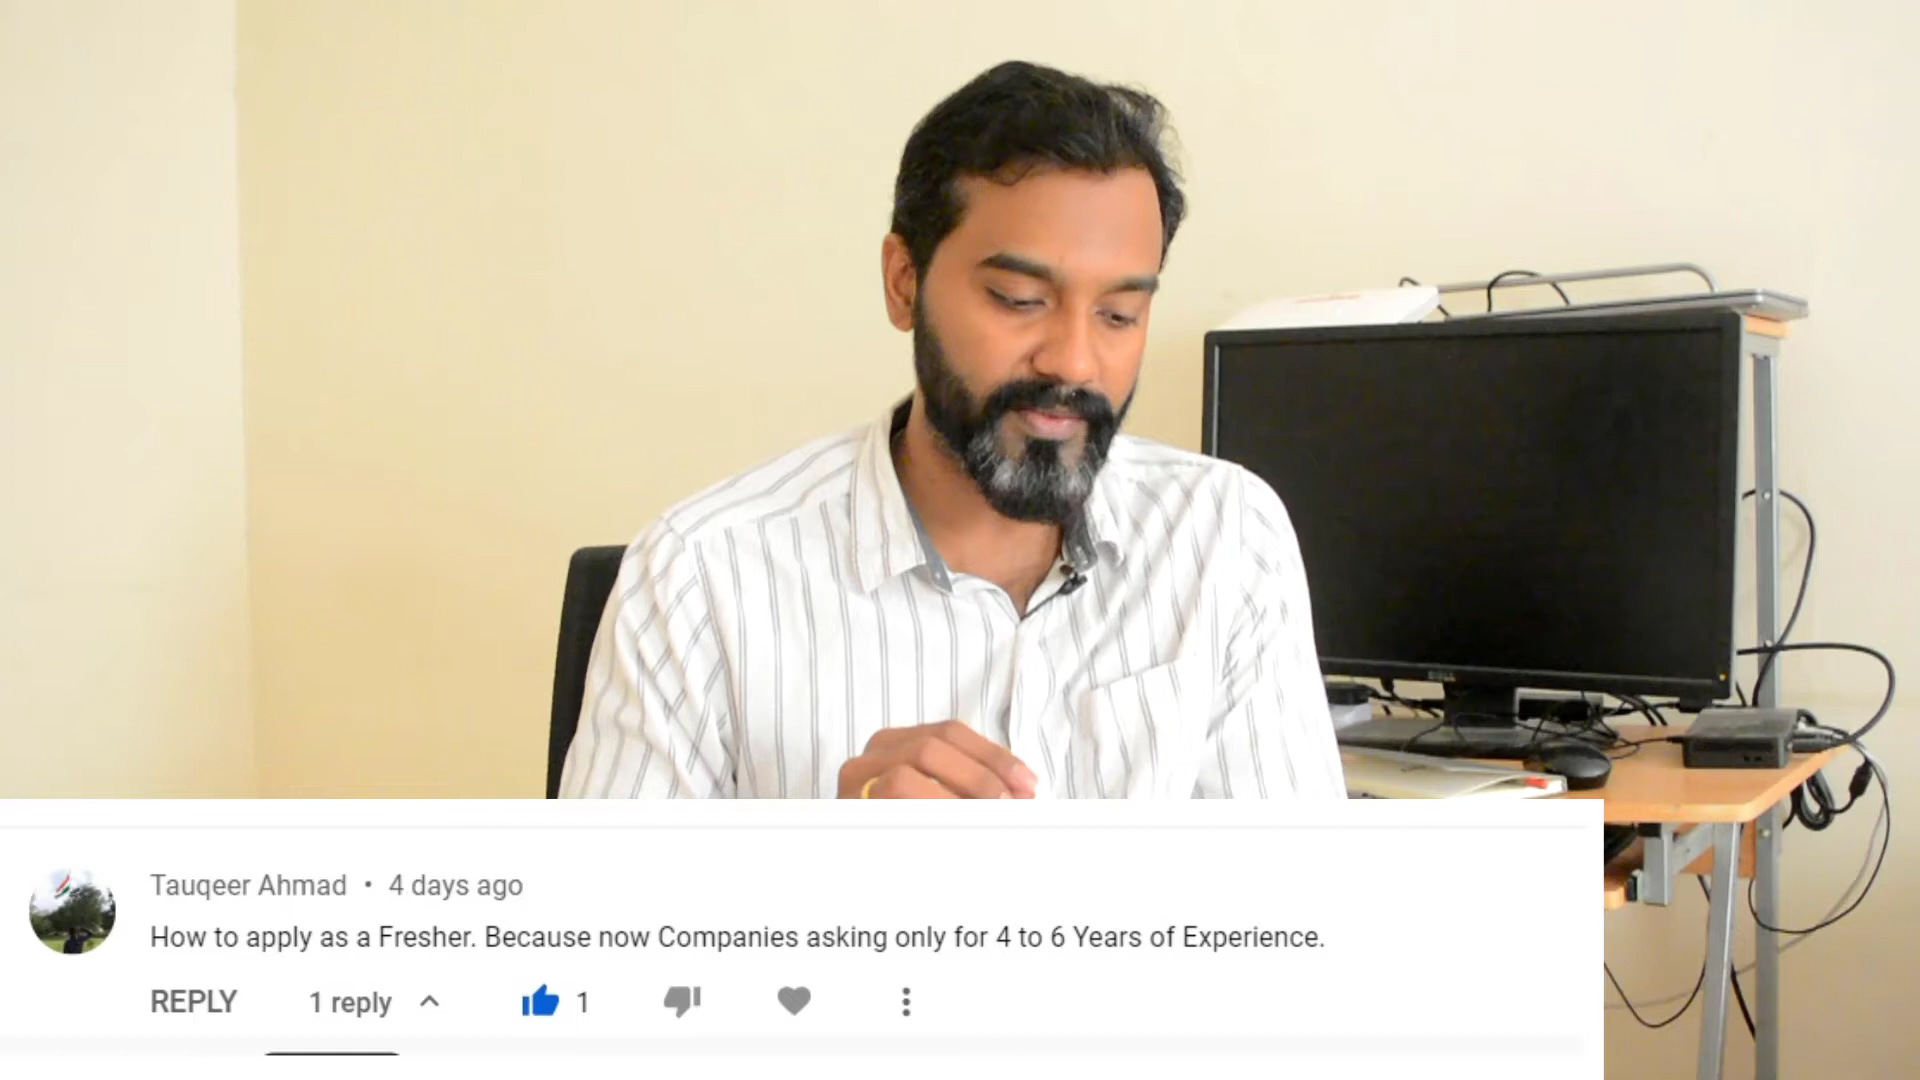 Tauqeer Ahmad • 4 days ago
How to apply as a Fresher. Because now Companies asking only for 4 to 6 Years of Experience.
REPLY 1 reply 1
DELL